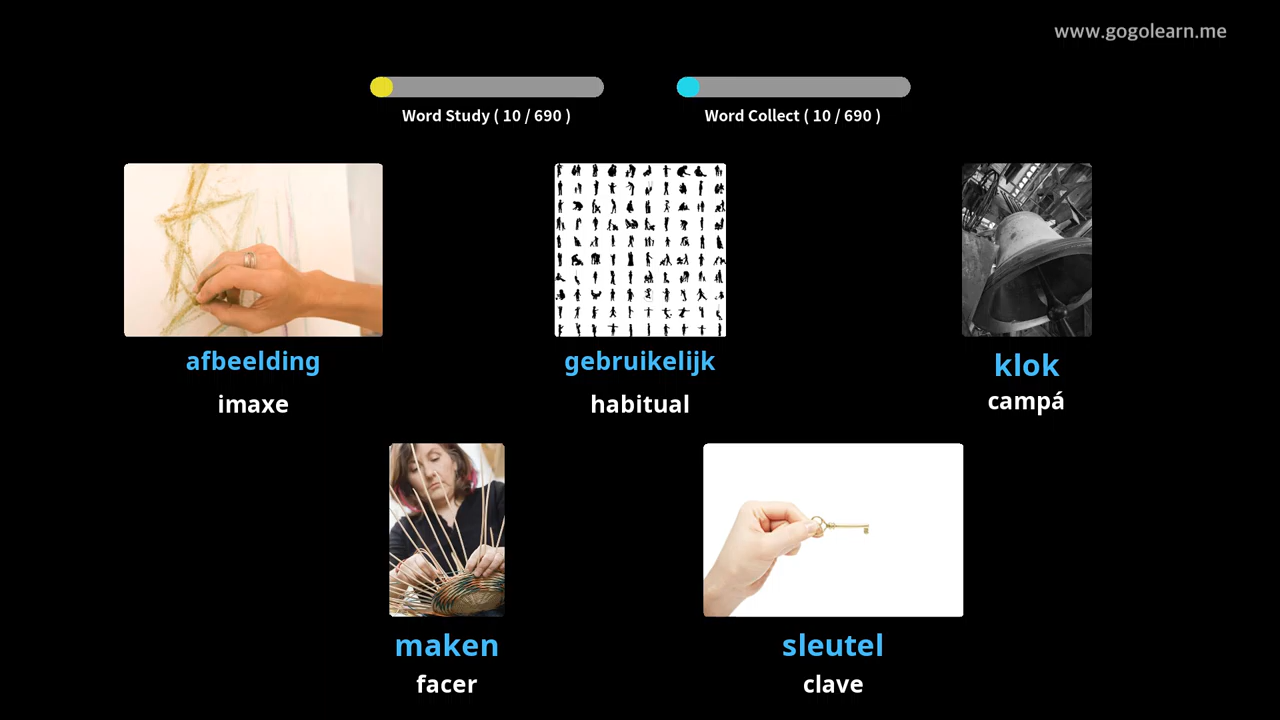 www.gogolearn.me
Word Study ( 10 / 690 )
Word Collect ( 10 / 690 )
afbeelding
imaxe
gebruikelijk
habitual
klok
campá
maken
facer
sleutel
clave